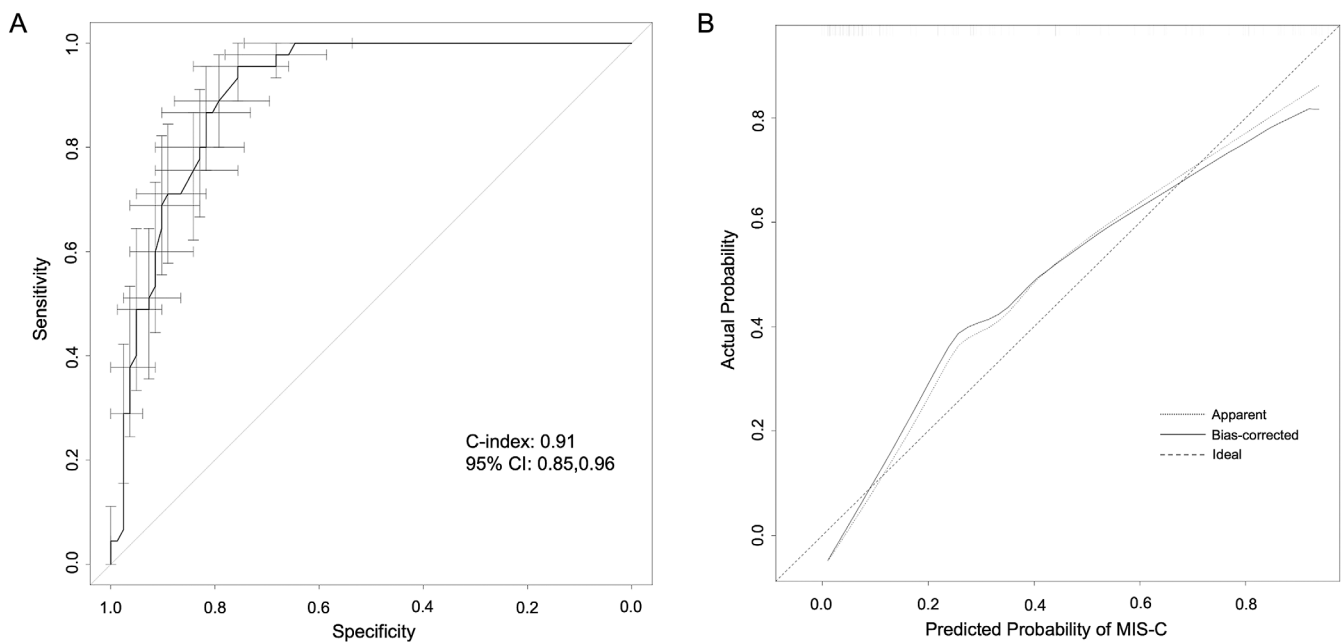 A
Sensitivity
1.0
0.8
0.6
0.4
0.2
0.0
C-index: 0.91
95% CI: 0.85,0.96
1.0 0.8 0.6 0.4 0.2 0.0
Specificity
B
Actual Probability
0.8
0.6
0.4
0.2
0.0
Apparent
Bias-corrected
Ideal
0.0 0.2 0.4 0.6 0.8
Predicted Probability of MIS-C